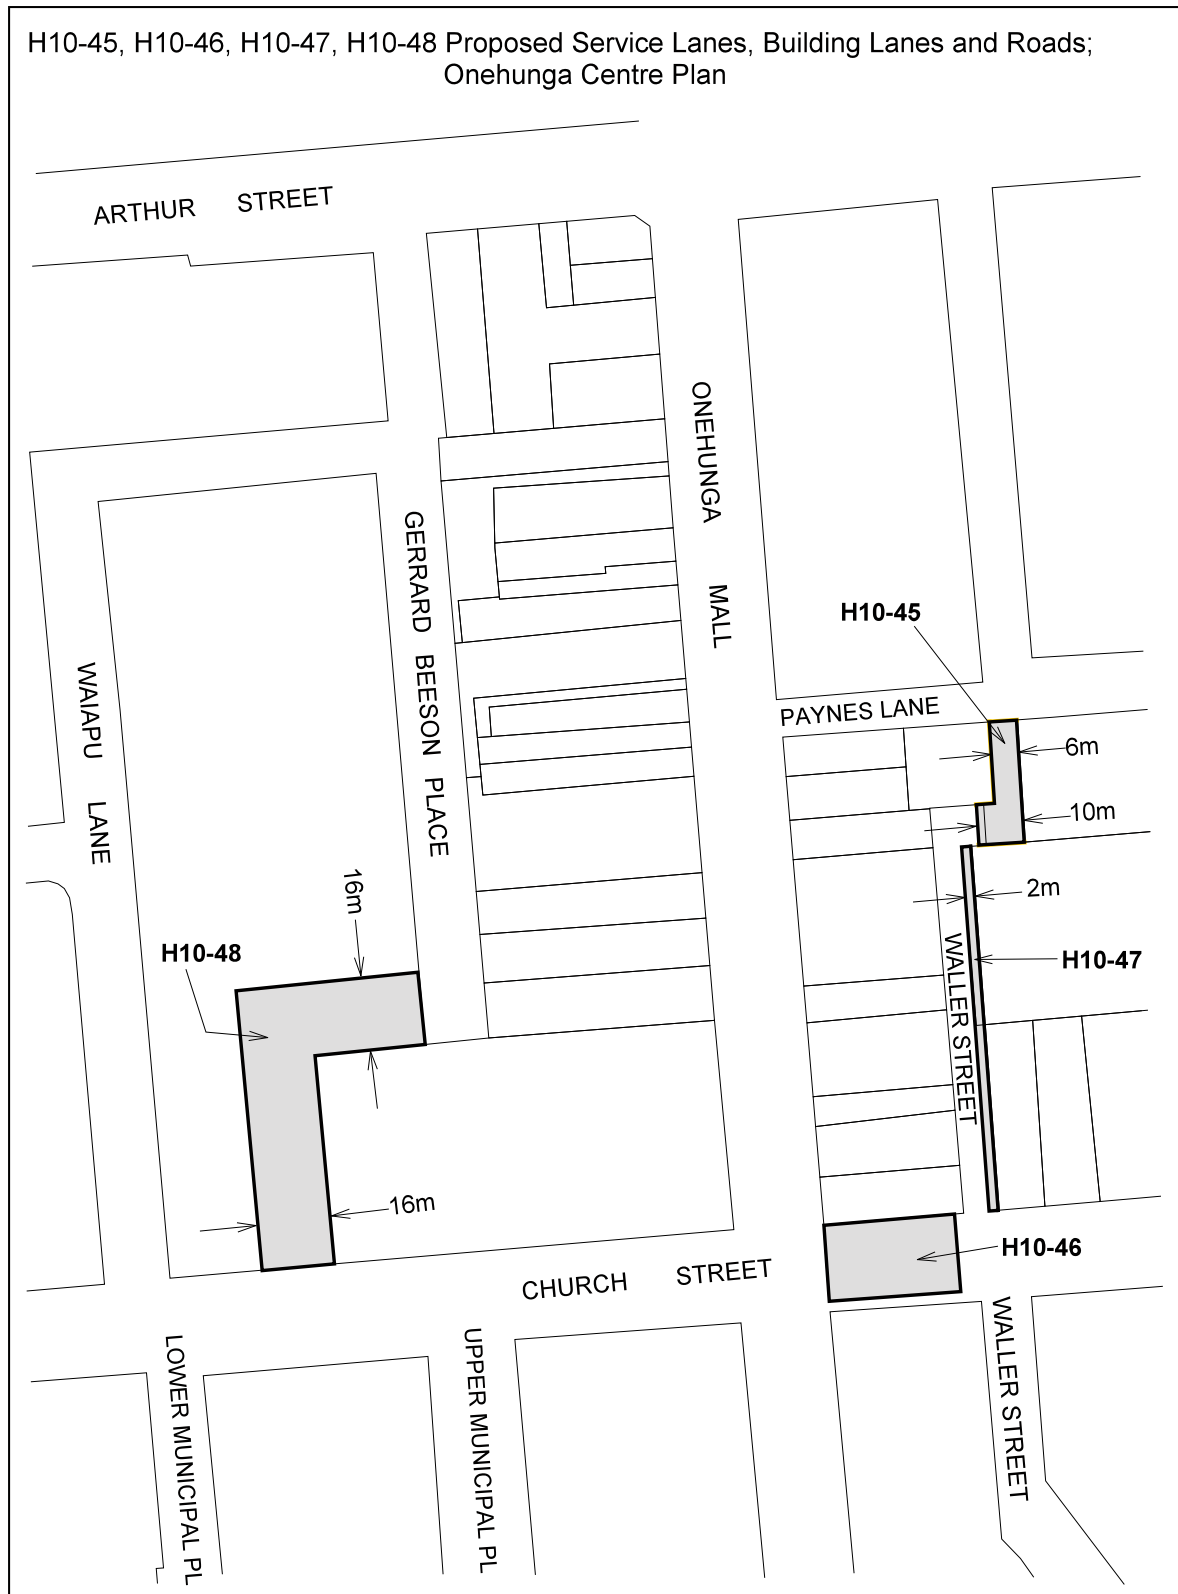 H10-45, H10-46, H10-47, H10-48 Proposed Service Lanes, Building Lanes and Roads;
Onehunga Centre Plan
ARTHUR STREET
ONEHUNGA MALL
GERRARD BEESON PLACE
H10-45
WAIAPU LANE
PAYNES LANE
6m
10m
16m
2m
H10-48
WALLER STREET
H10-47
16m
H10-46
CHURCH STREET
LOWER MUNICIPAL PL
UPPER MUNICIPAL PL
WALLER STREET